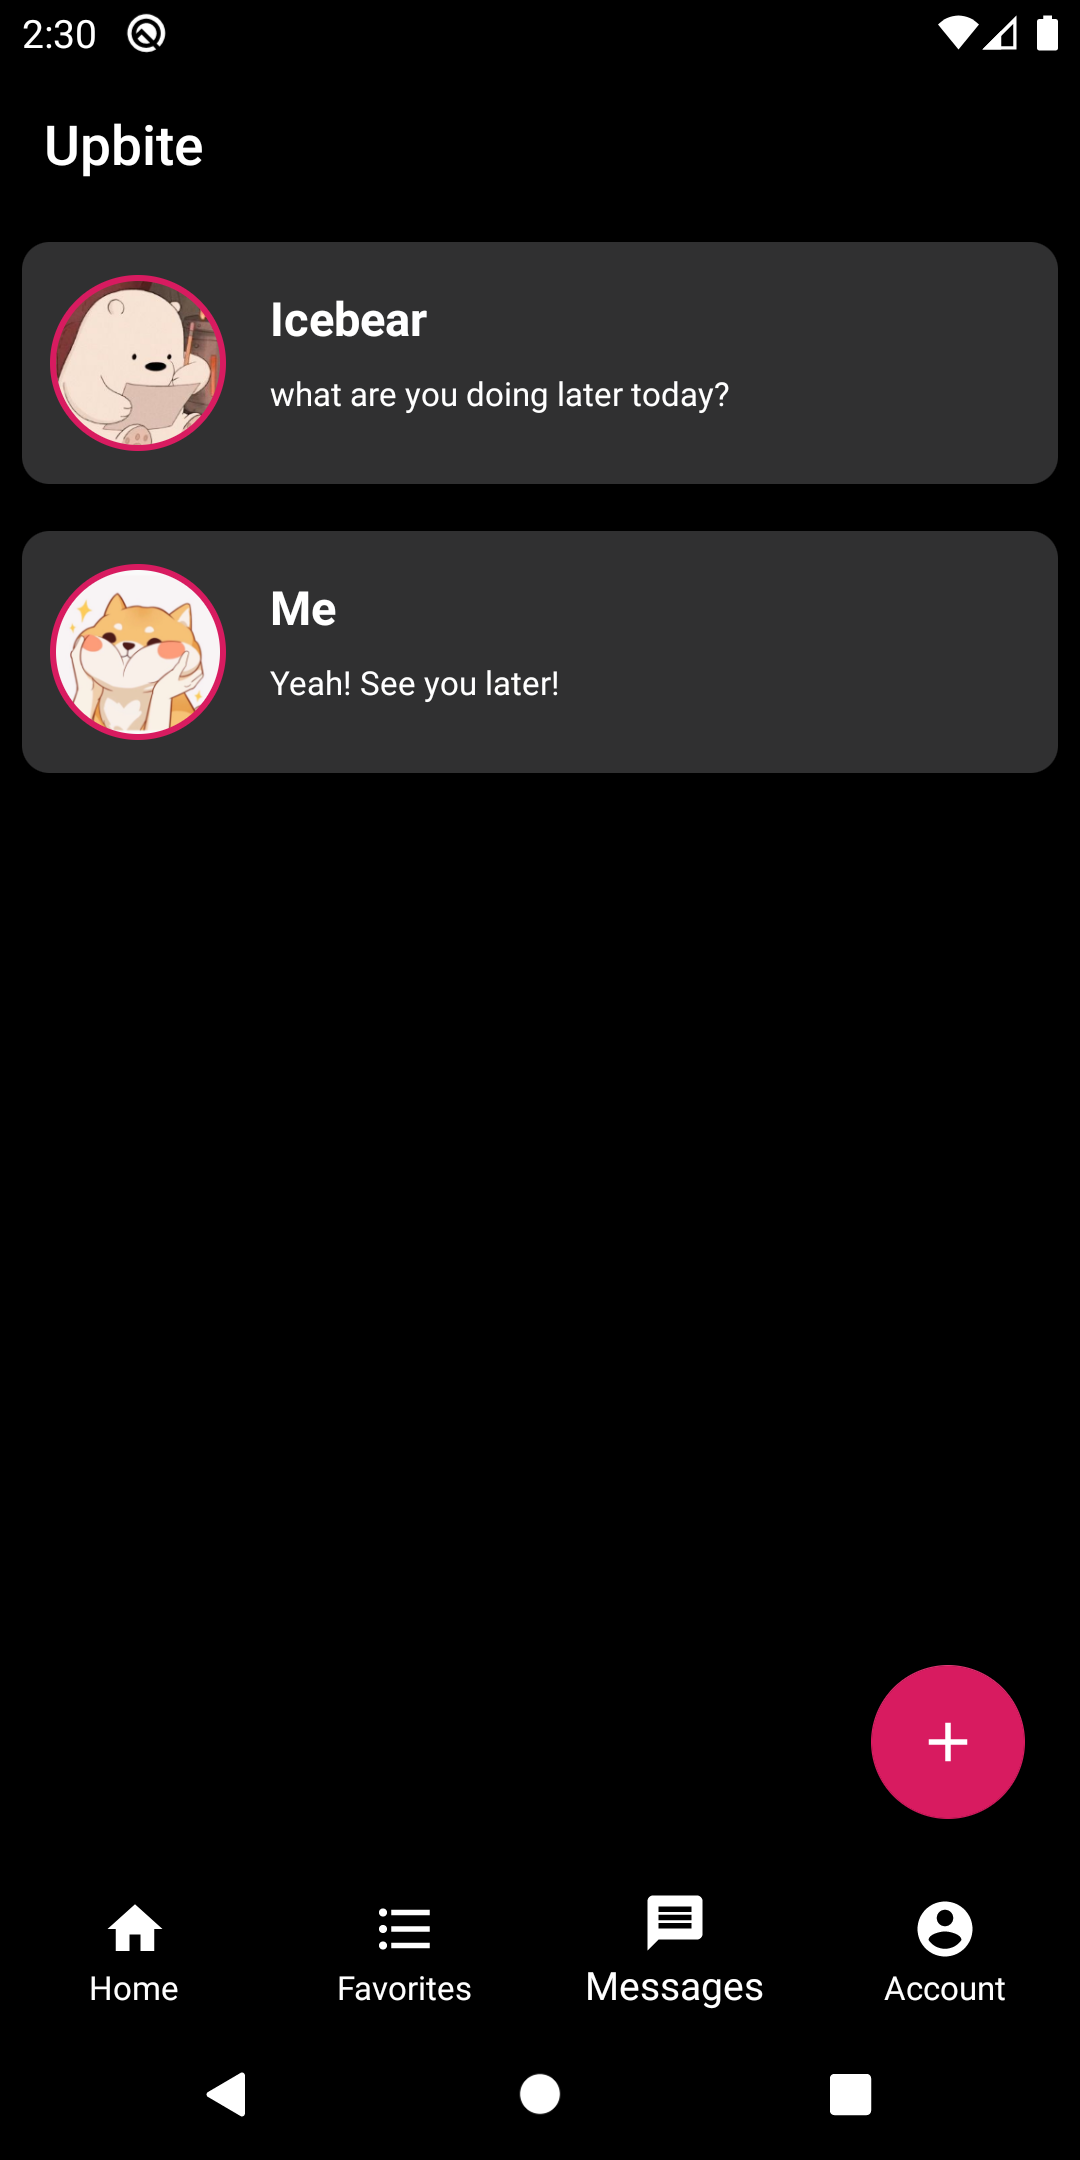 2:30
Upbite
Icebear
what are you doing later today?
Me
Yeah! See you later!
Home
Favorites
Messages
Account